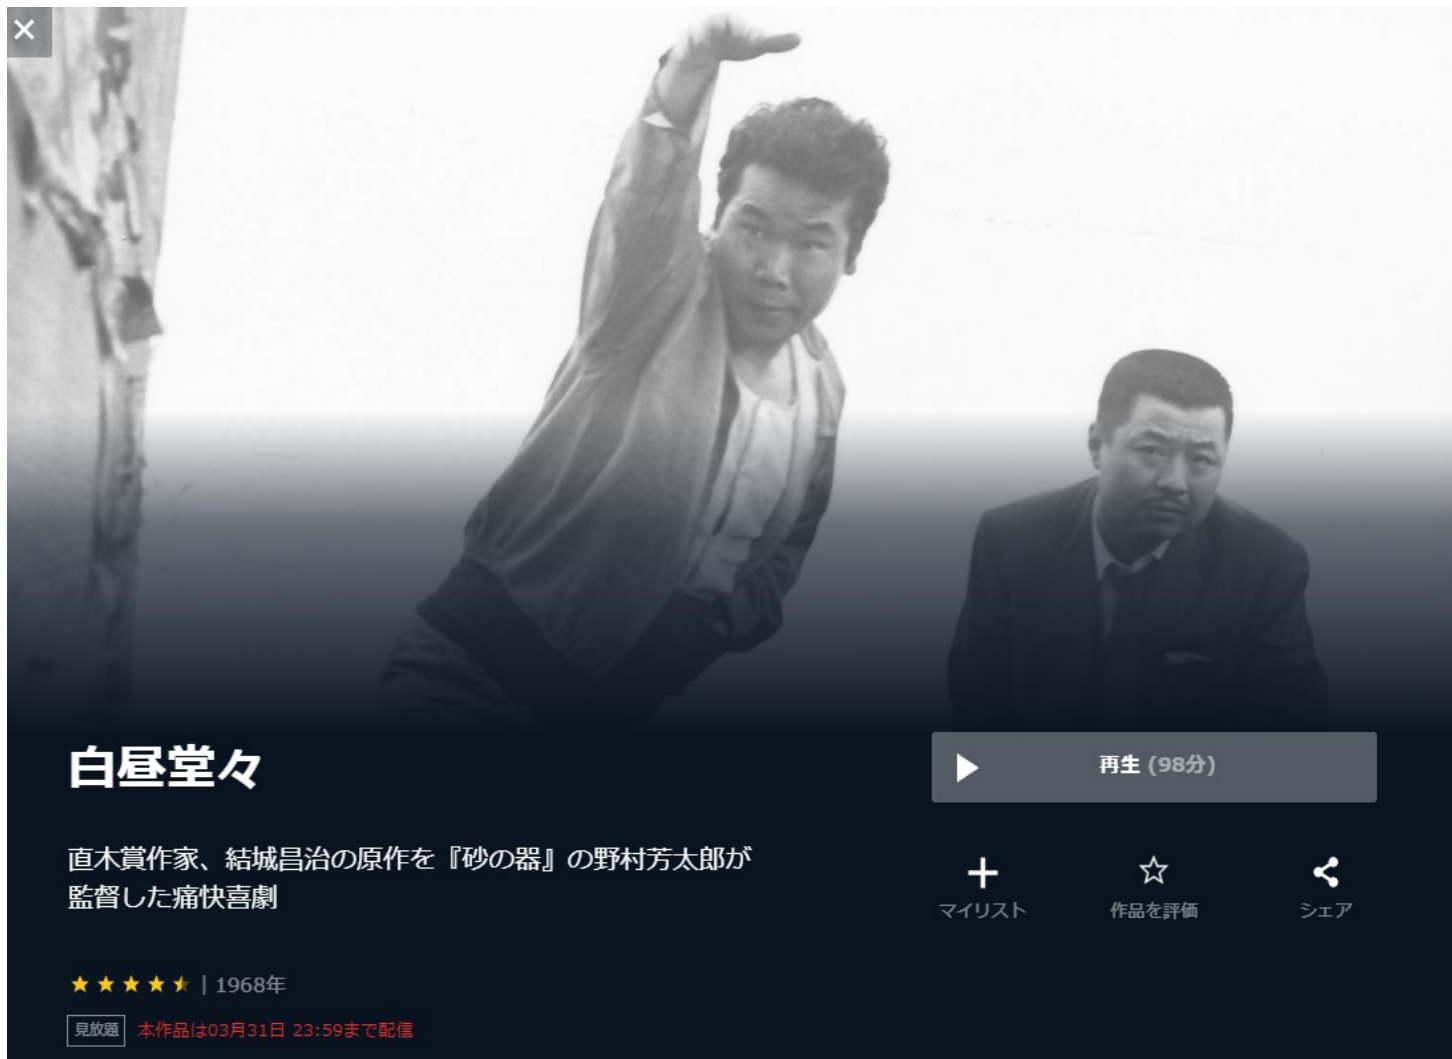 白昼堂々
再生 (98分)
直木賞作家、結城昌治の原作を『砂の器』の野村芳太郎が
監督した痛快喜劇
マイリスト
作品を評価
シェア
| 1968年
見放題
本作品は03月31日 23:59まで配信